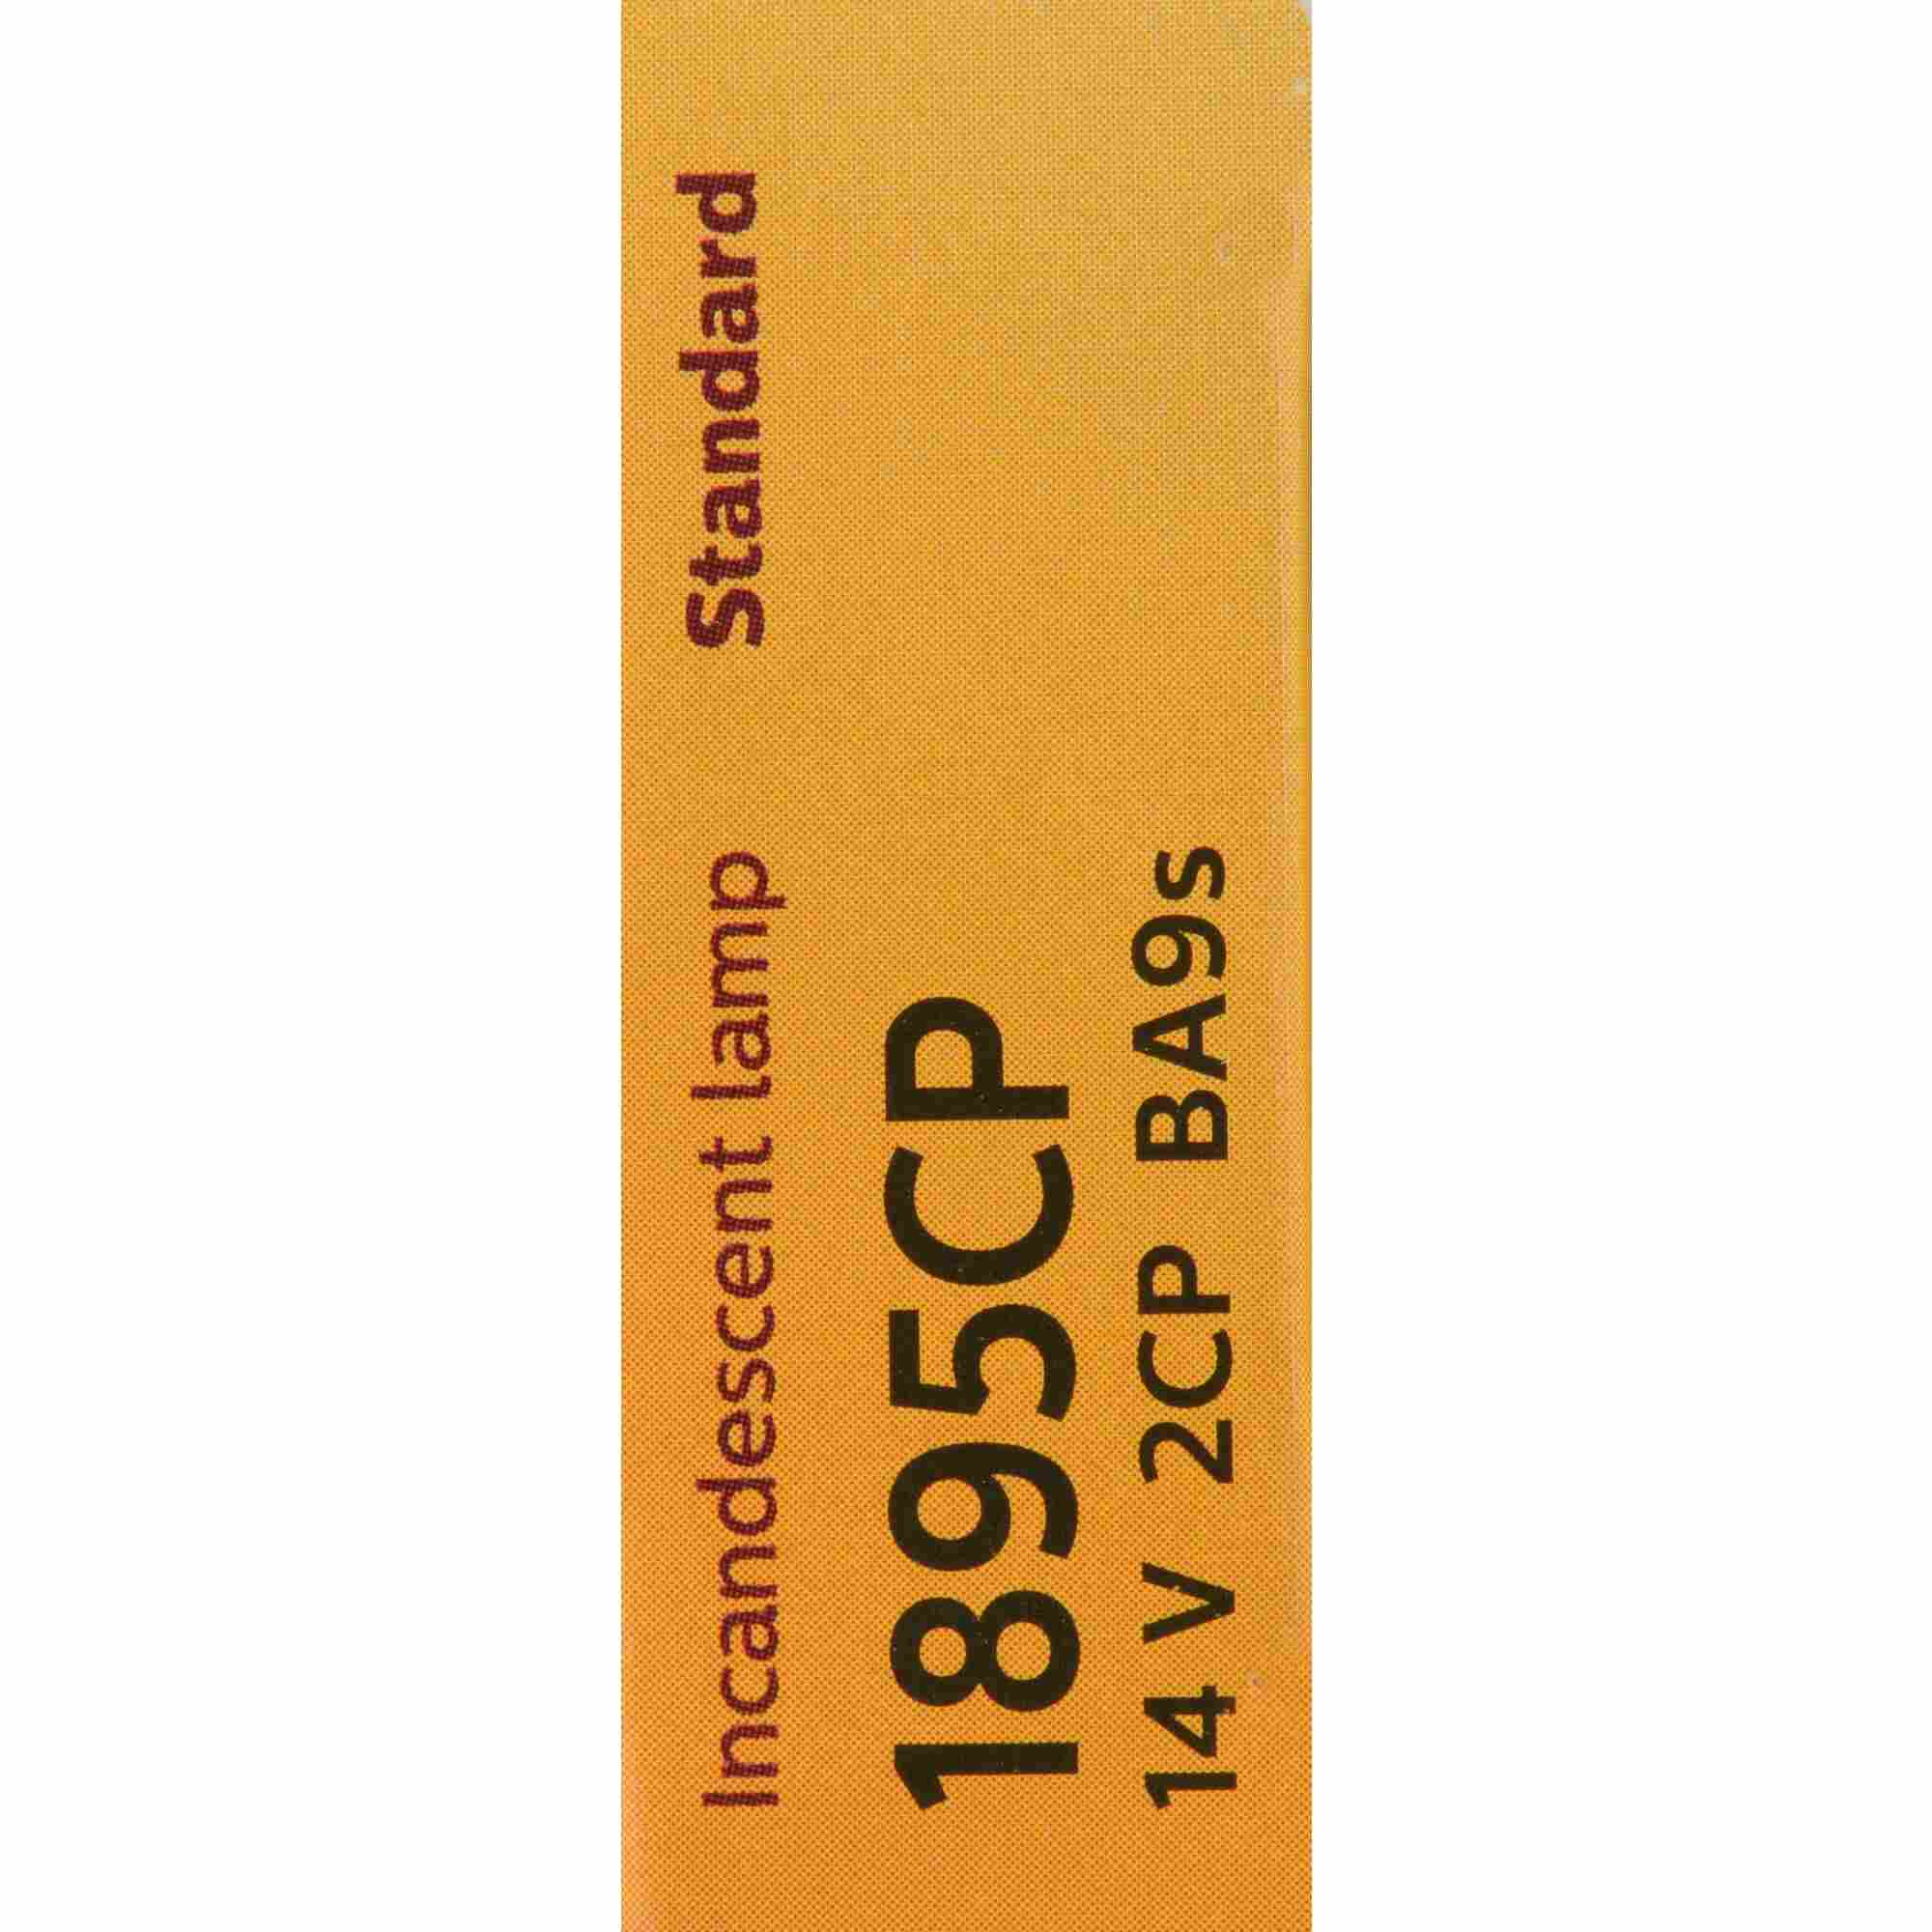 Incandescent lamp Standard
1895CP
14 V 2CP BA9s